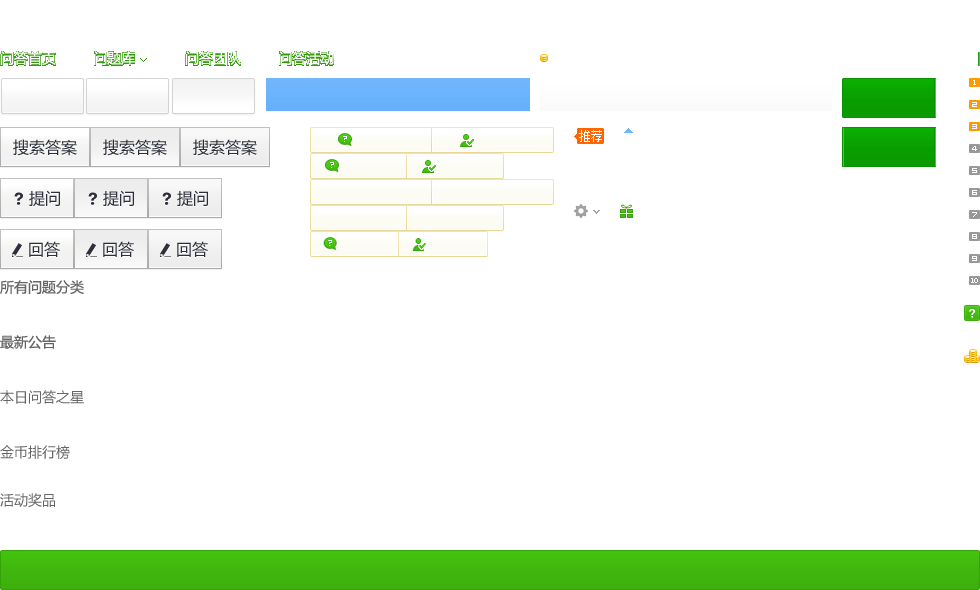 问答首页 问题库 问答团队 问答活动
1
2
搜索答案 搜索答案 搜索答案 ? ? 推荐
3
4
5
6
? 提问 ? 提问 ? 提问
7
8
回答 回答 回答 ?
9
10
所有问题分类
?
最新公告
本日问答之星
金币排行榜
活动奖品